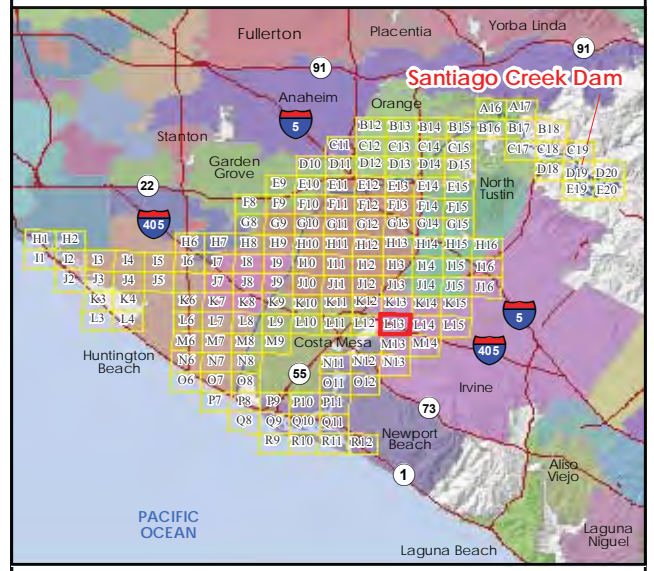 Yorba Linda
Fullerton
Placentia
91
91
Santiago Creek Dam
Anaheim
Orange
A16 A17
5
B12 B13 B14 B15 B16 B17 B18
Stanton
C11 C12 C13 C14 C15 C17 C18 C19
Garden
Grove
D10 D11 D12 D13 D14 D15 D18 D19 D20
22
E9 E10 E11 E12 E13 E14 E15 E19 E20
North
Tustin
F8 F9 F10 F11 F12 F13 F14 F15
405
G8 G9 G10 G11 G12 G13 G14 G15
H1 H2 H6 H7 H8 H9 H10 H11 H12 H13 H14 H15 H16
I1 I2 I3 I4 I5 I6 I7 I8 I9 I10 I11 I12 I13 I14 I15 I16
J2 J3 J4 J5 J6 J7 J8 J9 J10 J11 J12 J13 J14 J15 J16
K3 K4 K6 K7 K8 K9 K10 K11 K12 K13 K14 K15
5
L3 L4 L6 L7 L8 L9 L10 L11 L12 L13 L14 L15
M6 M7 M8 M9 Costa Mesa M13 M14
405
Huntington
Beach
N6 N7 N8 N11 N12 N13
55
O6 O7 O8 O11 O12
Irvine
P7 P8 P9 P10 P11
73
Q8 Q9 Q10 Q11
Newport
Beach
R9 R10 R11 R12
1
Aliso
Viejo
PACIFIC
OCEAN
Laguna
Niguel
Laguna Beach